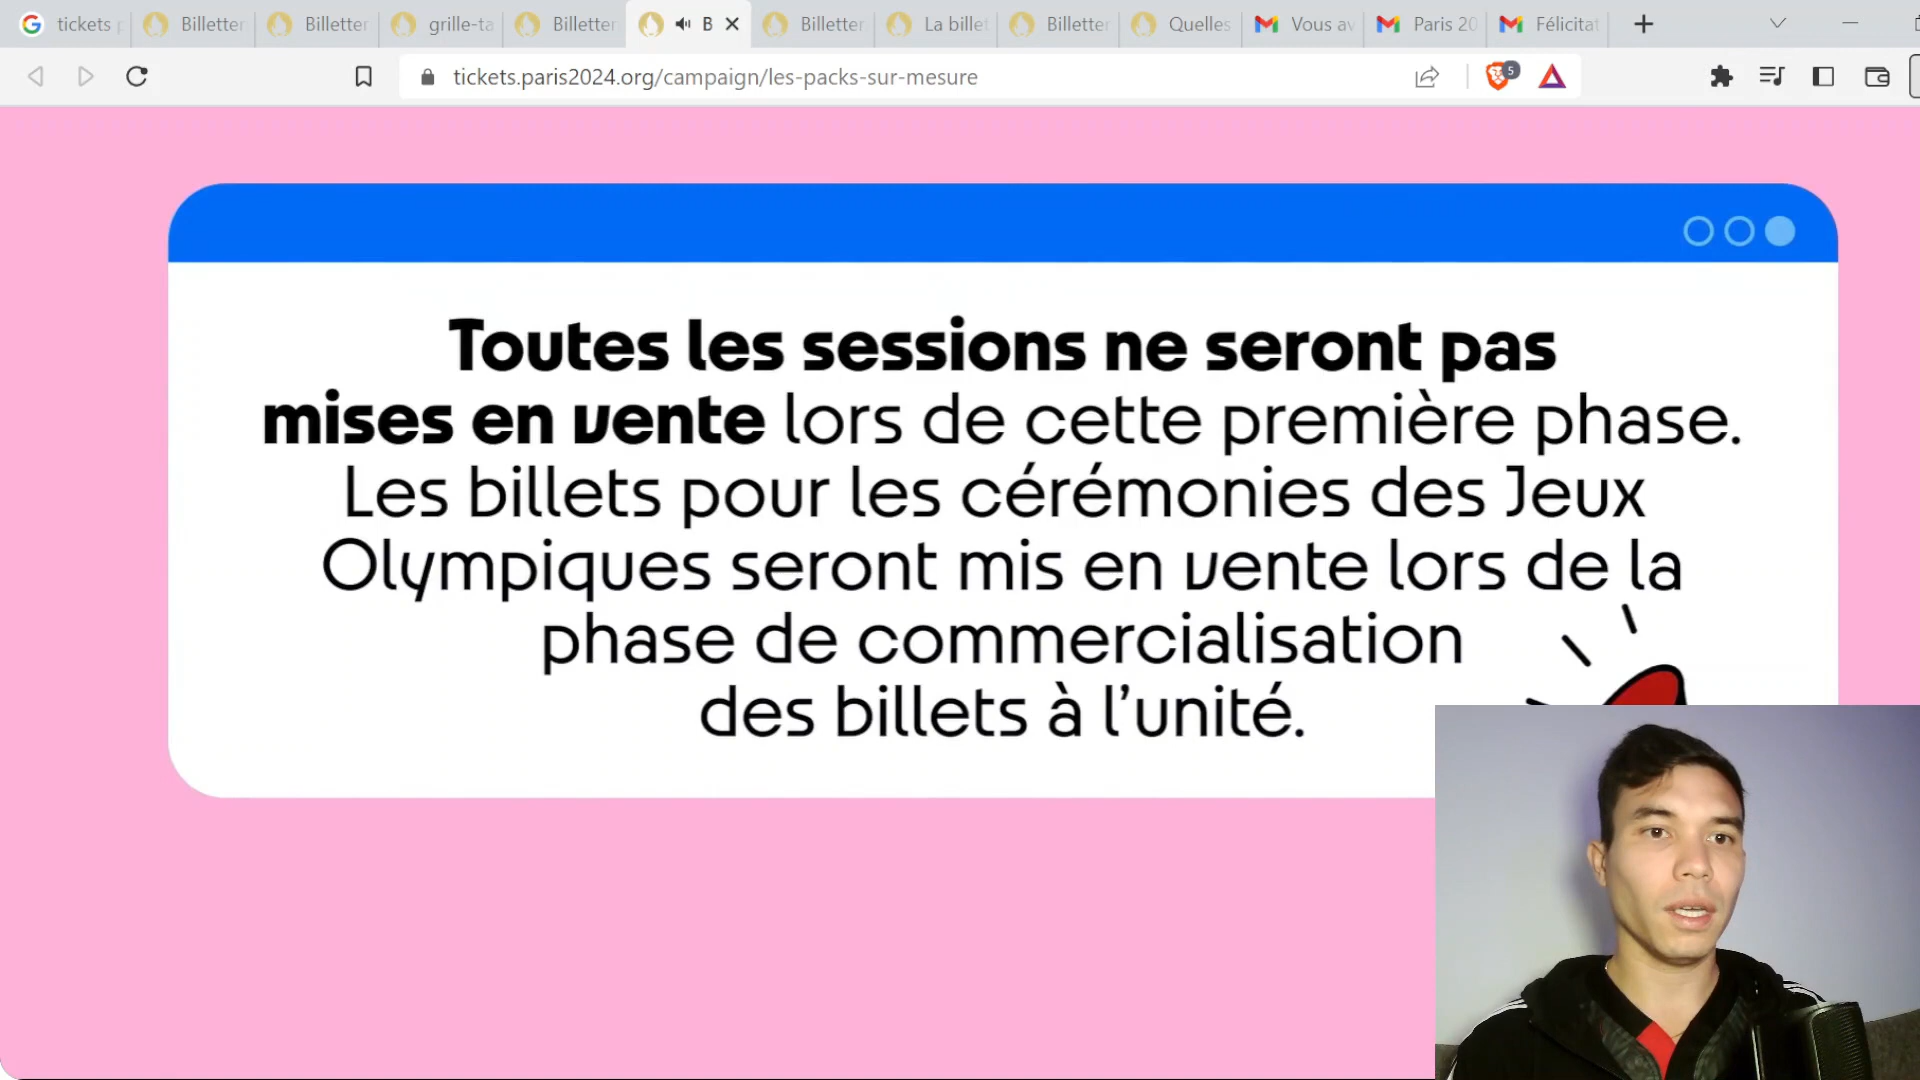 tickets p
Billetter
Billetter
grille-ta
Billetter
B
Billetter
La billet
Billetter
Quelles
Vous av
Paris 20
Félicitat
tickets.paris2024.org/campaign/les-packs-sur-mesure
5
Toutes les sessions ne seront pas
mises en vente lors de cette première phase.
Les billets pour les cérémonies des Jeux
Olympiques seront mis en vente lors de la
phase de commercialisation
des billets à l’unité.